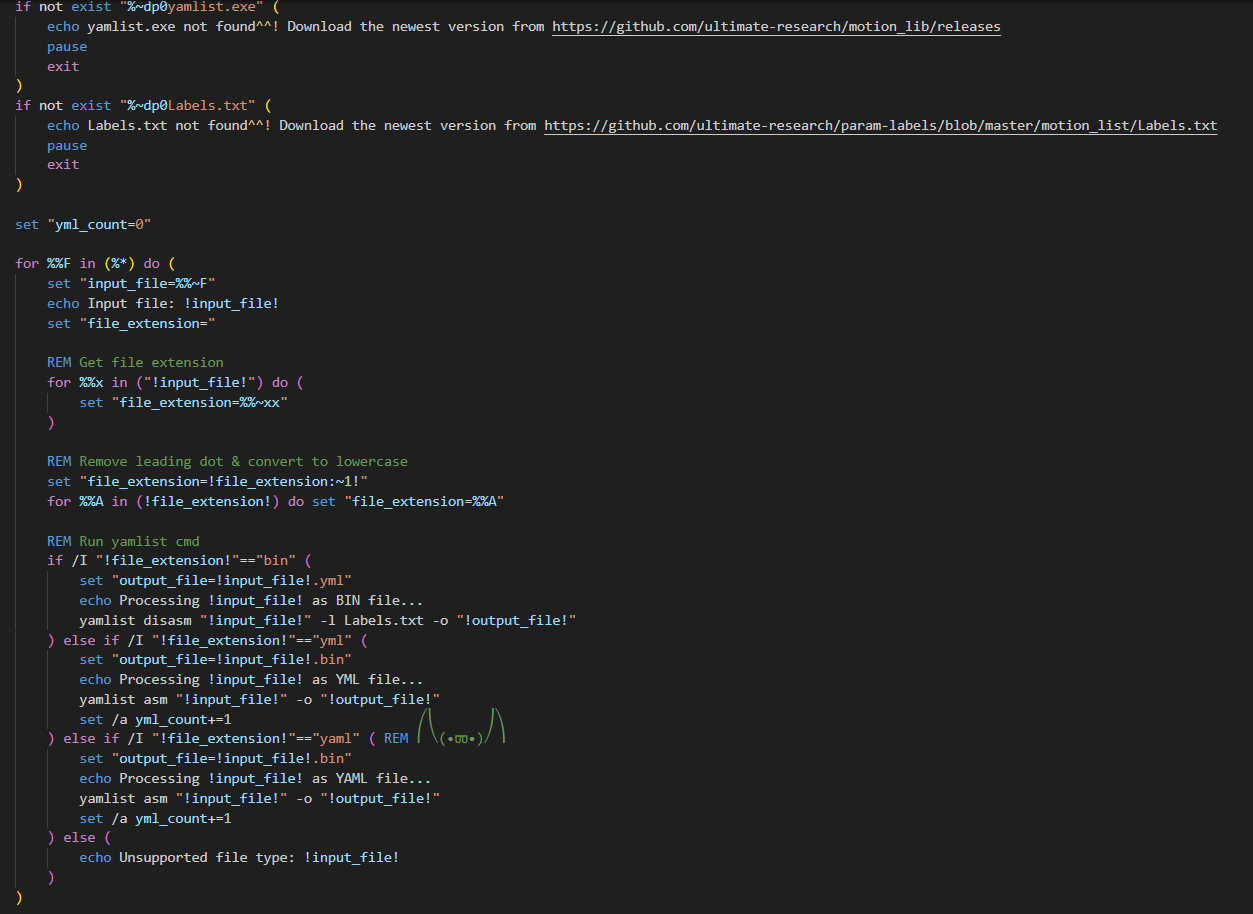 if not exist "%~dp0yamlist.exe" (
    echo yamlist.exe not found^^! Download the newest version from https://github.com/ultimate-research/motion_lib/releases
    pause
    exit
)
if not exist "%~dp0Labels.txt" (
    echo Labels.txt not found^^! Download the newest version from https://github.com/ultimate-research/param-labels/blob/master/motion_list/Labels.txt
    pause
    exit
)

set "yml_count=0"

for %%F in (%*) do (
    set "input_file=%%~F"
    echo Input file: !input_file!
    set "file_extension="

    REM Get file extension
    for %%x in ("!input_file!") do (
        set "file_extension=%%~xx"
    )

    REM Remove leading dot & convert to lowercase
    set "file_extension=!file_extension:~1!"
    for %%A in (!file_extension!) do set "file_extension=%%A"

    REM Run yamlist cmd
    if /I "!file_extension!"=="bin" (
        set "output_file=!input_file!.yml"
        echo Processing !input_file! as BIN file...
        yamlist disasm "!input_file!" -l Labels.txt -o "!output_file!"
    ) else if /I "!file_extension!"=="yml" (
        set "output_file=!input_file!.bin"
        echo Processing !input_file! as YML file...
        yamlist asm "!input_file!" -o "!output_file!"
        set /a yml_count+=1
    ) else if /I "!file_extension!"=="yaml" ( REM
        set "output_file=!input_file!.bin"
        echo Processing !input_file! as YAML file...
        yamlist asm "!input_file!" -o "!output_file!"
        set /a yml_count+=1
    ) else (
        echo Unsupported file type: !input_file!
    )
)